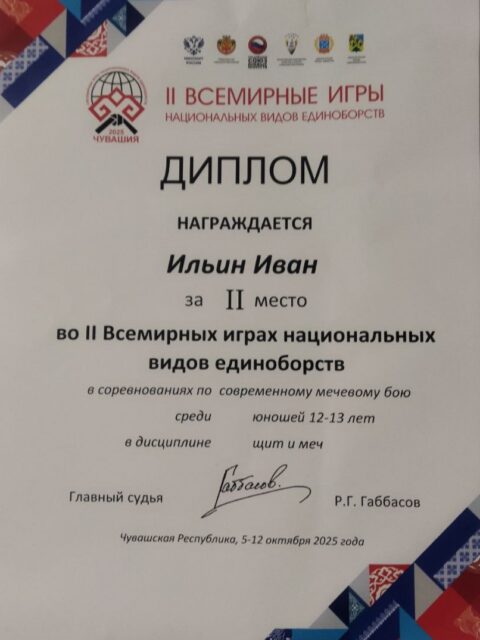 II ВСЕМИРНЫЕ ИГРЫ
НАЦИОНАЛЬНЫХ ВИДОВ ЕДИНОБОРСТВ
2025
ЧУВАШИЯ
ДИПЛОМ
НАГРАЖДАЕТСЯ
Ильин Иван
за II место
во II Всемирных играх национальных
видов единоборств
в соревнованиях по современному мечевому бою
среди юношей 12-13 лет
в дисциплине щит и меч
Главный судья Габбасов. Р.Г. Габбасов
Чувашская Республика, 5-12 октября 2025 года